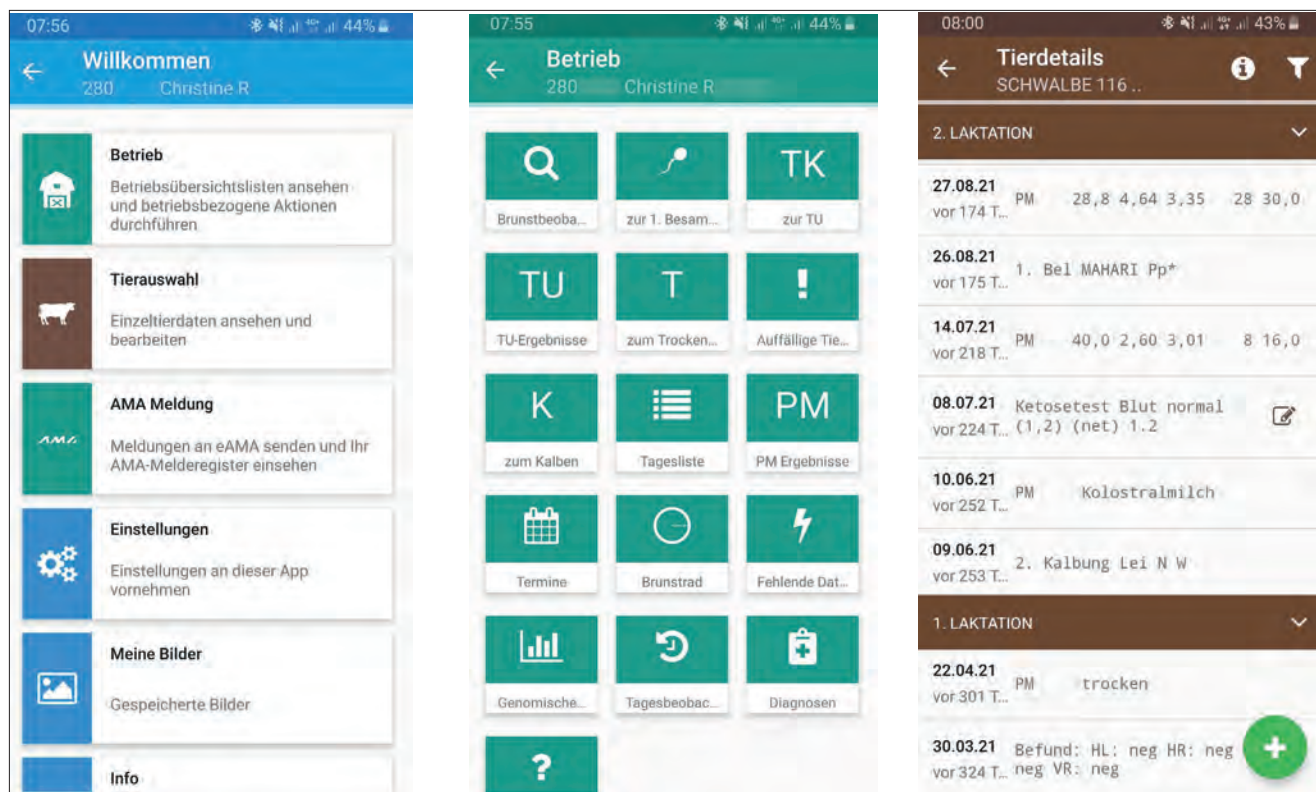 07:56 44%
Willkommen
280 Christine R
Betrieb
Betriebsübersichtslisten ansehen
und betriebsbezogene Aktionen
durchführen
Tierauswahl
Einzeltierdaten ansehen und
bearbeiten
AMA
AMA Meldung
Meldungen an eAMA senden und Ihr
AMA-Melderegister einsehen
Einstellungen
Einstellungen an dieser App
vornehmen
Meine Bilder
Gespeicherte Bilder
Info
07:55 44%
Betrieb
280 Christine R
Brunstbeoba...
zur 1. Besam...
TK
zur TU
TU
TU-Ergebnisse
T
zum Trocken...
!
Auffällige Tie...
K
zum Kalben
Tagesliste
PM
PM Ergebnisse
Termine
Brunstrad
Fehlende Dat...
Genomische...
Tagesbeobac...
Diagnosen
?
08:00 43%
Tierdetails
SCHWALBE 116 ..
2. LAKTATION
27.08.21 PM 28,8 4,64 3,35 28 30,0
vor 174 T...
26.08.21 1. Bel MAHARI Pp*
vor 175 T...
14.07.21 PM 40,0 2,60 3,01 8 16,0
vor 218 T...
08.07.21 Ketosetest Blut normal
vor 224 T... (1,2) (net) 1.2
10.06.21 PM Kolostralmilch
vor 252 T...
09.06.21 2. Kalbung Lei N W
vor 253 T...
1. LAKTATION
22.04.21 PM trocken
vor 301 T...
30.03.21 Befund: HL: neg HR: neg
vor 324 T... neg VR: neg